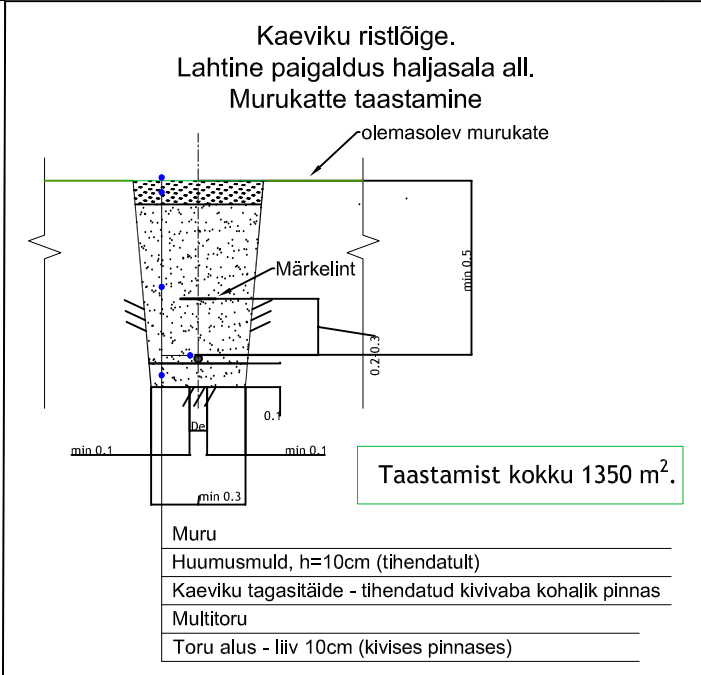 Kaeviku ristlõige.
Lahtine paigaldus haljasala all.
Murukatte taastamine
olemasolev murukate
min 0.5
Märkelint
0.2-0.3
0.1
De
min 0.1
min 0.1
min 0.3
Taastamist kokku 1350 m².
Muru
Huumusmuld, h=10cm (tihendatult)
Kaeviku tagasitäide - tihendatud kivivaba kohalik pinnas
Multitoru
Toru alus - liiv 10cm (kivises pinnases)